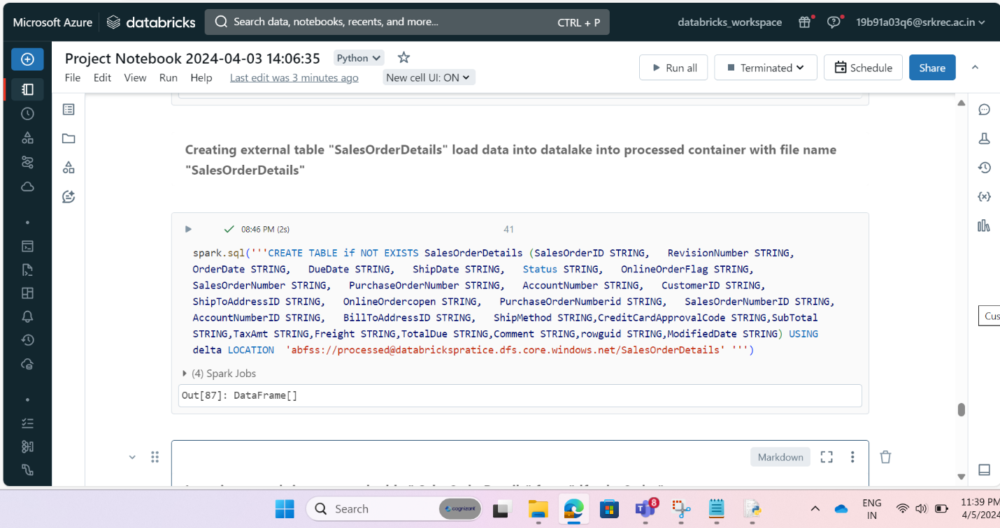 Microsoft Azure
databricks
Search data, notebooks, recents, and more...
CTRL + P
databricks_workspace
19b91a03q6@srkrec.ac.in
Project Notebook 2024-04-03 14:06:35
Python
File Edit View Run Help
Last edit was 3 minutes ago
New cell UI: ON
Run all
Terminated
Schedule
Share
Creating external table "SalesOrderDetails" load data into datalake into processed container with file name
"SalesOrderDetails"
08:46 PM (2s)
41
spark.sql('''CREATE TABLE if NOT EXISTS SalesOrderDetails (SalesOrderID STRING, RevisionNumber STRING,
OrderDate STRING, DueDate STRING, ShipDate STRING, Status STRING, OnlineOrderFlag STRING,
SalesOrderNumber STRING, PurchaseOrderNumber STRING, AccountNumber STRING, CustomerID STRING,
ShipToAddressID STRING, OnlineOrdercopen STRING, PurchaseOrderNumberid STRING, SalesOrderNumberID STRING,
AccountNumberID STRING, BillToAddressID STRING, ShipMethod STRING,CreditCardApprovalCode STRING,SubTotal
STRING,TaxAmt STRING,Freight STRING,TotalDue STRING,Comment STRING,rowguid STRING,ModifiedDate STRING) USING
delta LOCATION 'abfss://processed@databrickspratice.dfs.core.windows.net/SalesOrderDetails' ''')
(4) Spark Jobs
Out[87]: DataFrame[]
Cus
Markdown
Search
cognizant
8
ENG
IN
11:39 PM
4/5/2024